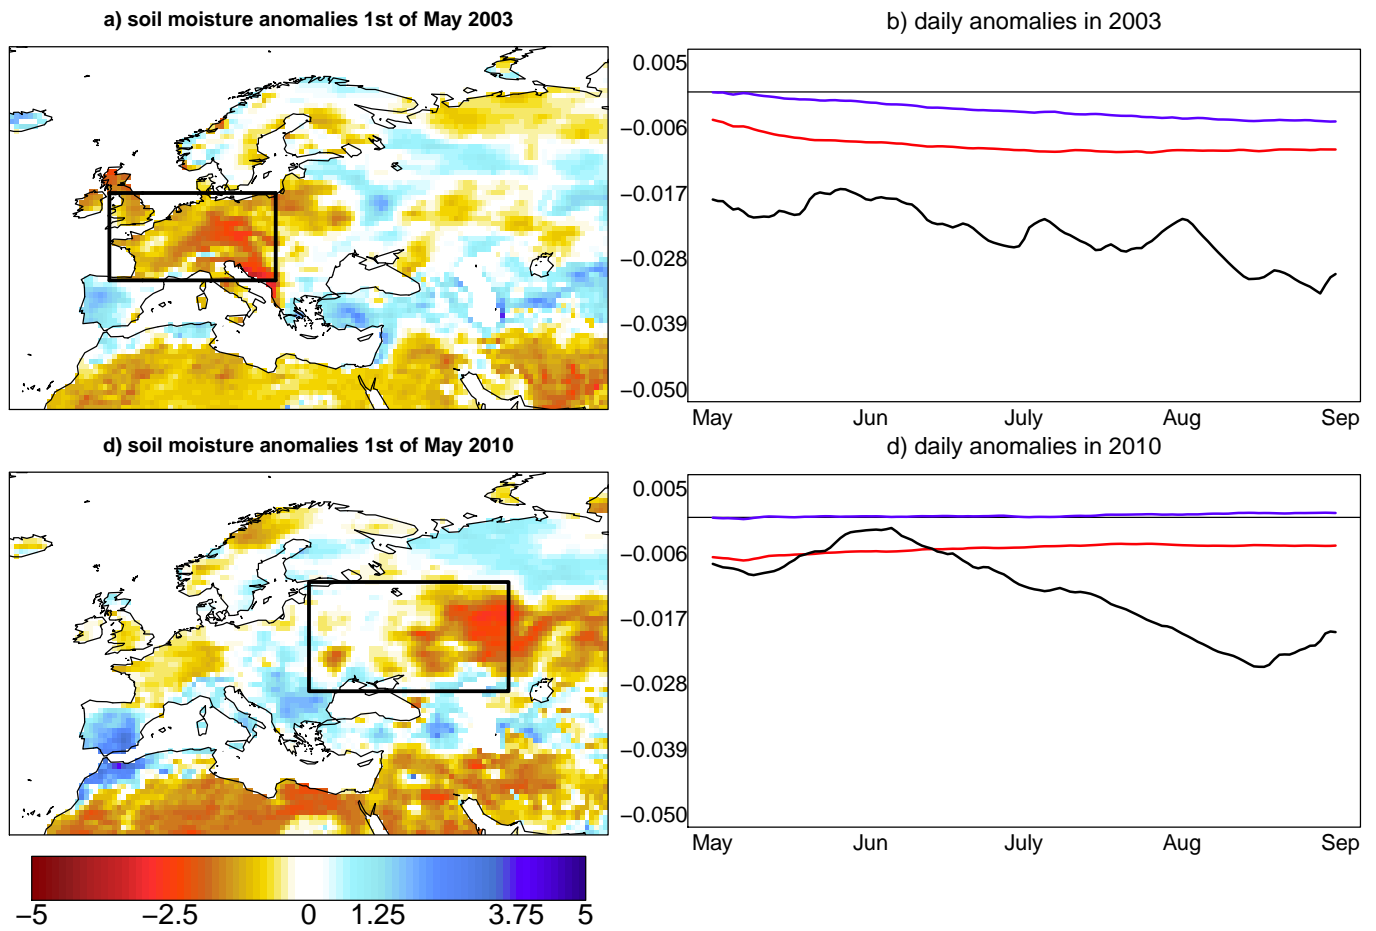 a) soil moisture anomalies 1st of May 2003
b) daily anomalies in 2003
0.005
−0.006
−0.017
−0.028
−0.039
−0.050
May Jun July Aug Sep
d) soil moisture anomalies 1st of May 2010
d) daily anomalies in 2010
0.005
−0.006
−0.017
−0.028
−0.039
−0.050
May Jun July Aug Sep
−5 −2.5 0 1.25 3.75 5